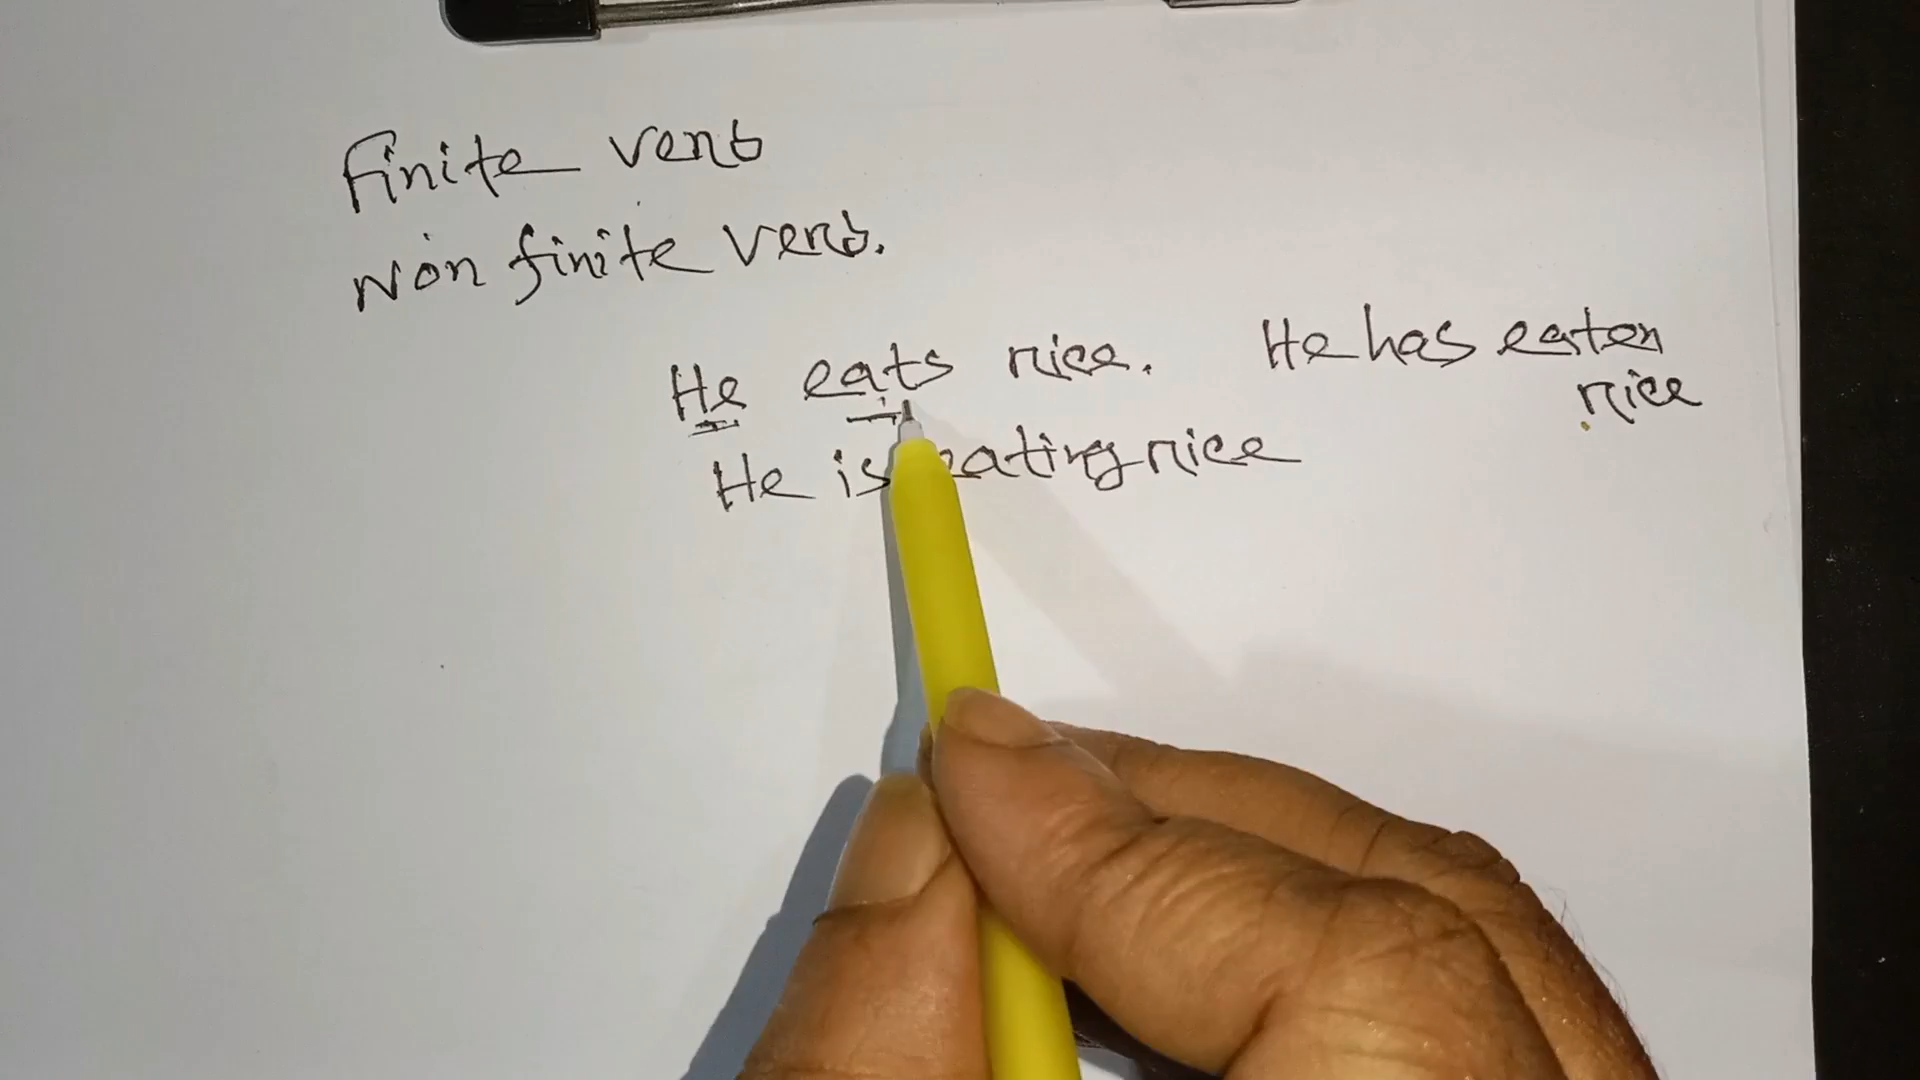 Finite verb
Non finite verb.
He eats rice.
He has eaten
rice
He is eating rice